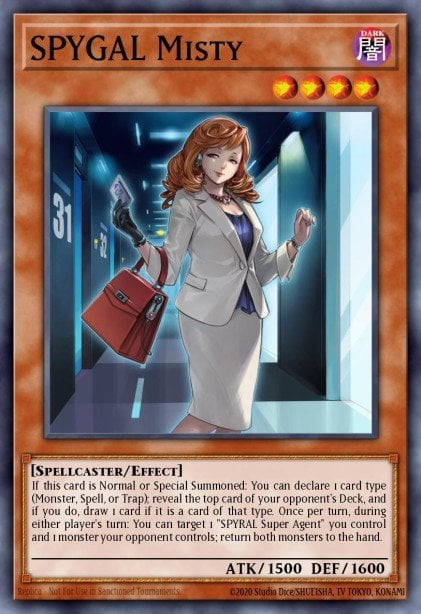 SPYGAL Misty
DARK
闇
31
32
[Spellcaster/Effect]
If this card is Normal or Special Summoned: You can declare 1 card type
(Monster, Spell, or Trap); reveal the top card of your opponent's Deck, and
if you do, draw 1 card if it is a card of that type. Once per turn, during
either player's turn: You can target 1 "SPYRAL Super Agent" you control
and 1 monster your opponent controls; return both monsters to the hand.
ATK/1500 DEF/1600
Replica - Not For Use in Sanctioned Tournaments
©2020 Studio Dice/SHUEISHA, TV TOKYO, KONAMI